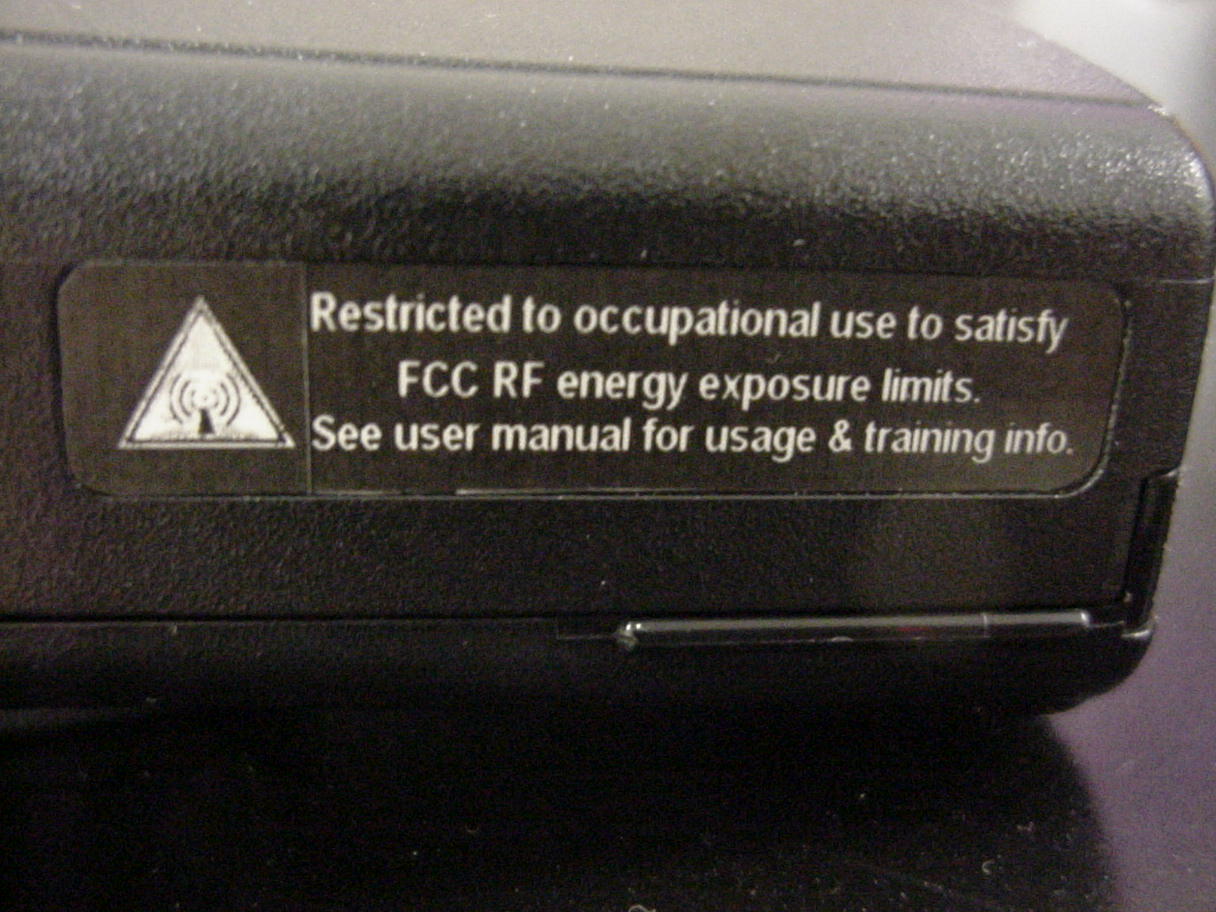 Restricted to occupational use to satisfy
FCC RF energy exposure limits.
See user manual for usage & training info.